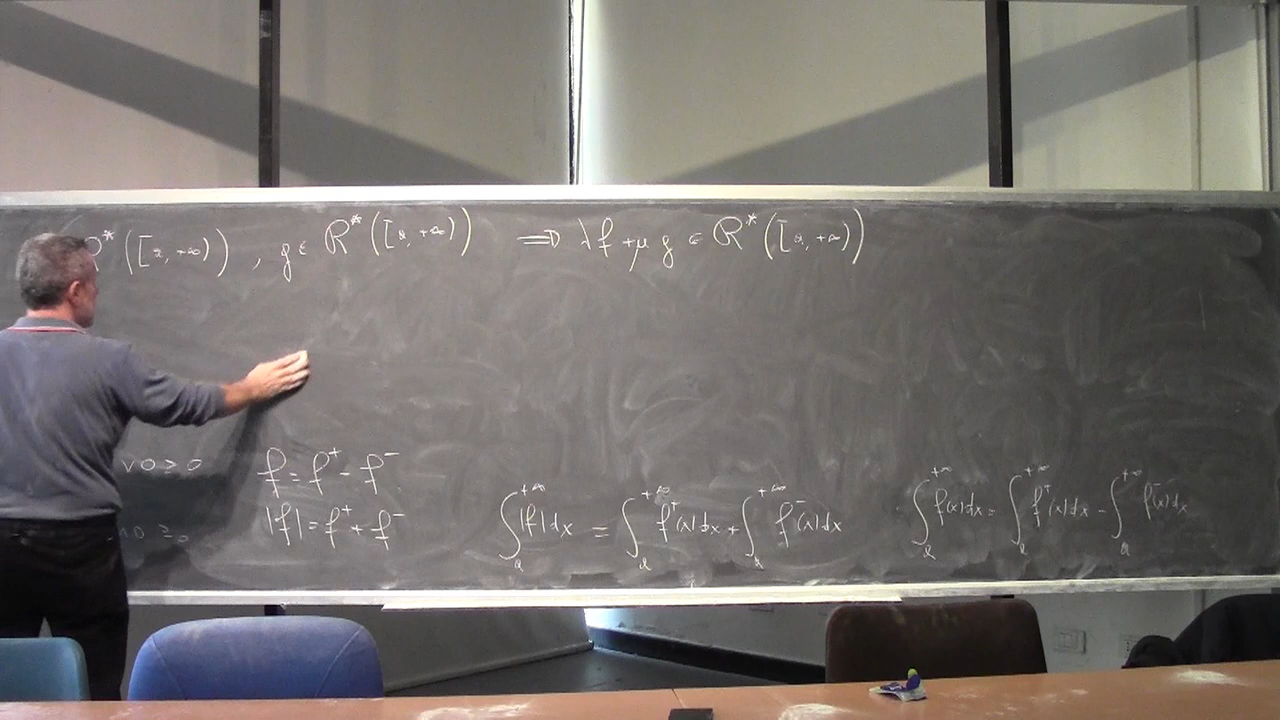 R*([a, +∞)) , g ∈ R*([a, +∞)) ⟹ λf + μg ∈ R*([a, +∞))
∨ 0 ≥ 0 f = f⁺ - f⁻
∧ 0 ≥ 0 |f| = f⁺ + f⁻
∫ₐ^{+∞} |f| dx = ∫ₐ^{+∞} f⁺(x) dx + ∫ₐ^{+∞} f⁻(x) dx
∫ₐ^{+∞} f(x) dx = ∫ₐ^{+∞} f⁺(x) dx - ∫ₐ^{+∞} f⁻(x) dx